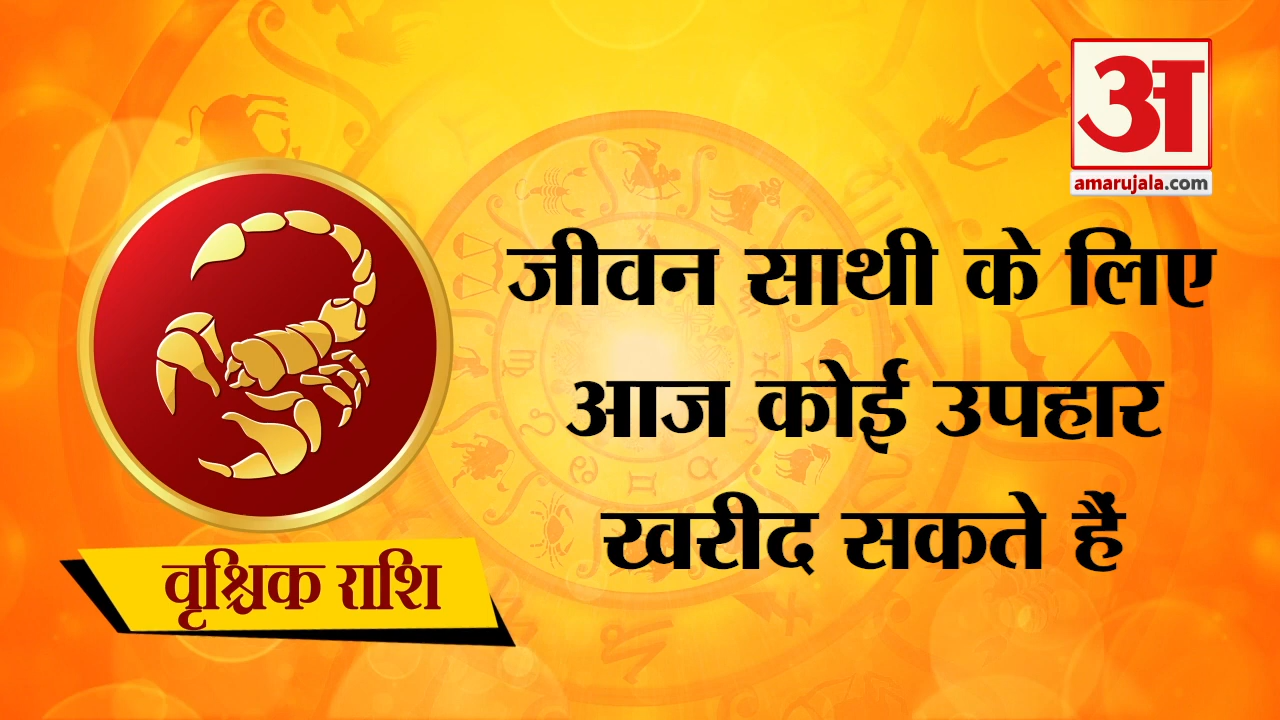 अ
amarujala.com
जीवन साथी के लिए
आज कोई उपहार
खरीद सकते हैं
वृश्चिक राशि